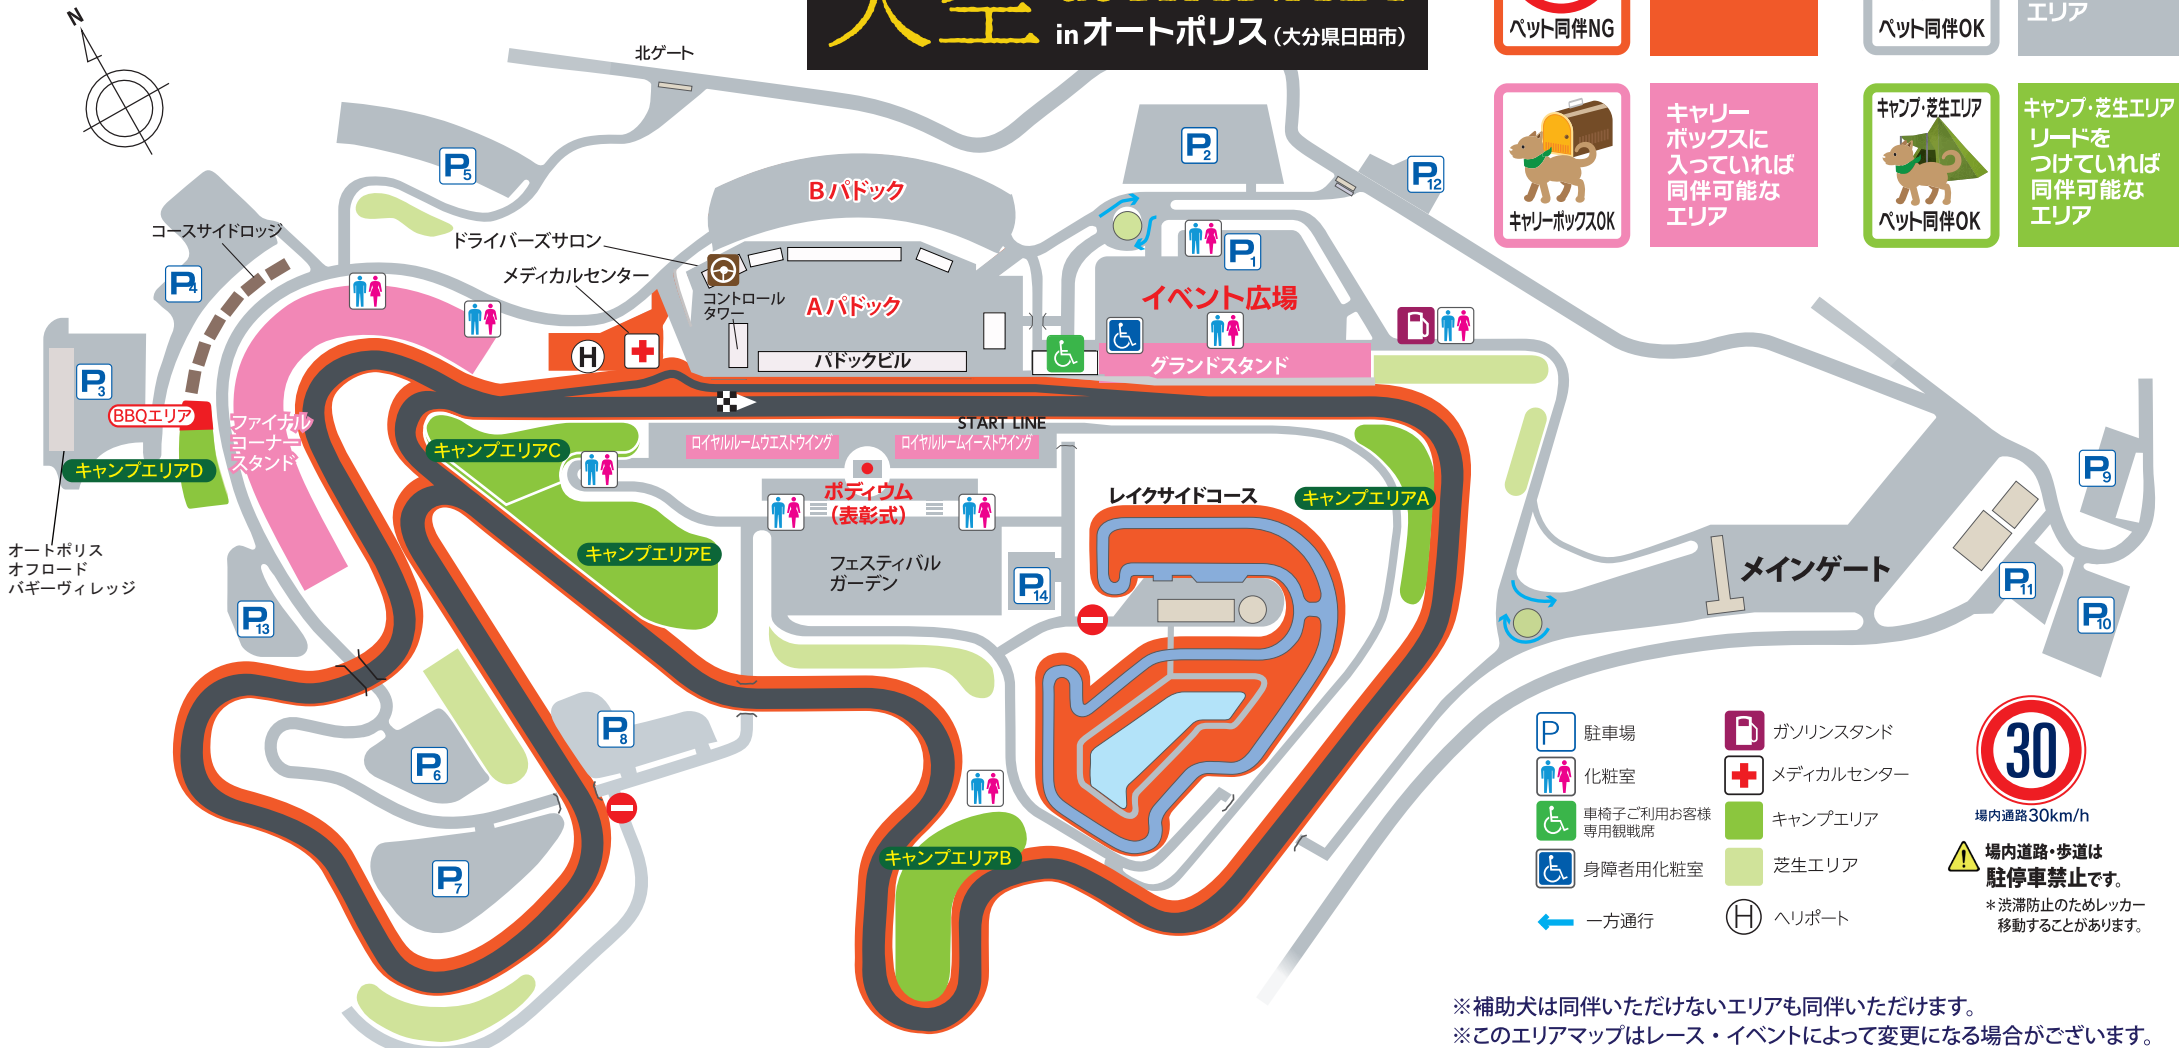 in オートポリス（大分県日田市）
ペット同伴NG
ペット同伴OK
エリア
キャリーボックスOK
キャリー
ボックスに
入っていれば
同伴可能な
エリア
キャンプ・芝生エリア
ペット同伴OK
キャンプ・芝生エリア
リードを
つけていれば
同伴可能な
エリア
N
北ゲート
P5
P2
P12
Bパドック
コースサイドロッジ
ドライバーズサロン
メディカルセンター
P4
P1
コントロール
タワー
Aパドック
イベント広場
H
パドックビル
グランドスタンド
P3
BBQエリア
ファイナル
コーナー
スタンド
START LINE
キャンプエリアC
ロイヤルルームウエストウイング
ロイヤルルームイーストウイング
キャンプエリアD
ポディウム
（表彰式）
レイクサイドコース
キャンプエリアA
P9
オートポリス
オフロード
バギーヴィレッジ
キャンプエリアE
フェスティバル
ガーデン
P14
メインゲート
P11
P13
P10
P8
P6
キャンプエリアB
P7
P
駐車場
化粧室
車椅子ご利用お客様
専用観戦席
身障者用化粧室
一方通行
ガソリンスタンド
メディカルセンター
キャンプエリア
芝生エリア
H
ヘリポート
30
場内通路30km/h
場内道路・歩道は
駐停車禁止です。
＊渋滞防止のためレッカー
移動することがあります。
※補助犬は同伴いただけないエリアも同伴いただけます。
※このエリアマップはレース・イベントによって変更になる場合がございます。